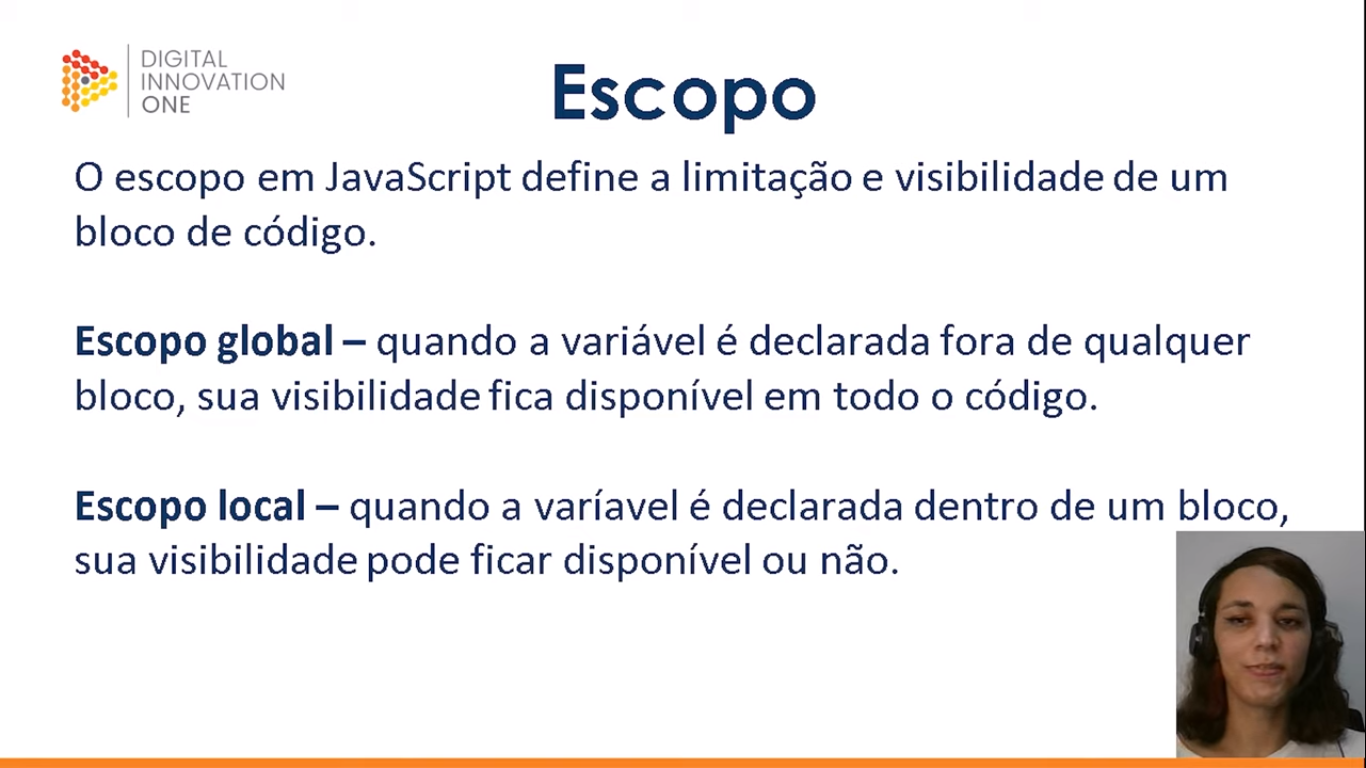 DIGITAL
INNOVATION
ONE
Escopo
O escopo em JavaScript define a limitação e visibilidade de um
bloco de código.
Escopo global – quando a variável é declarada fora de qualquer
bloco, sua visibilidade fica disponível em todo o código.
Escopo local – quando a varíavel é declarada dentro de um bloco,
sua visibilidade pode ficar disponível ou não.